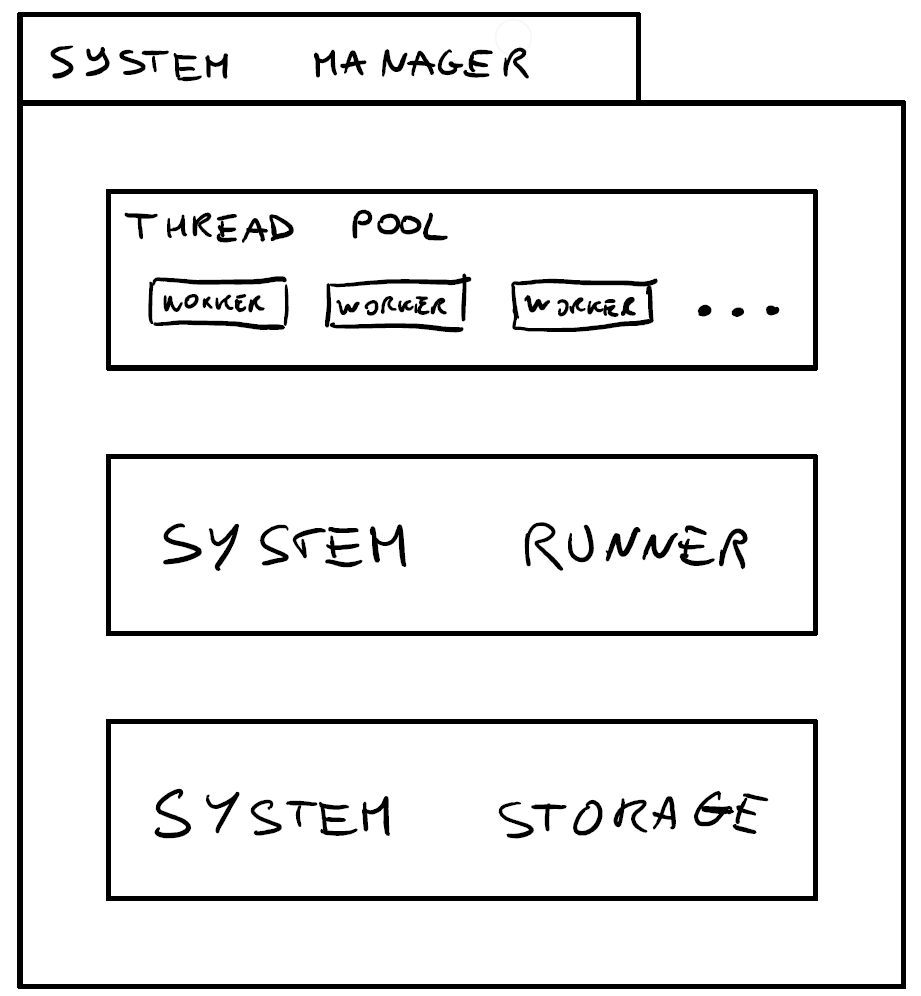 SYSTEM MANAGER
THREAD POOL
WORKER WORKER WORKER ...
SYSTEM RUNNER
SYSTEM STORAGE